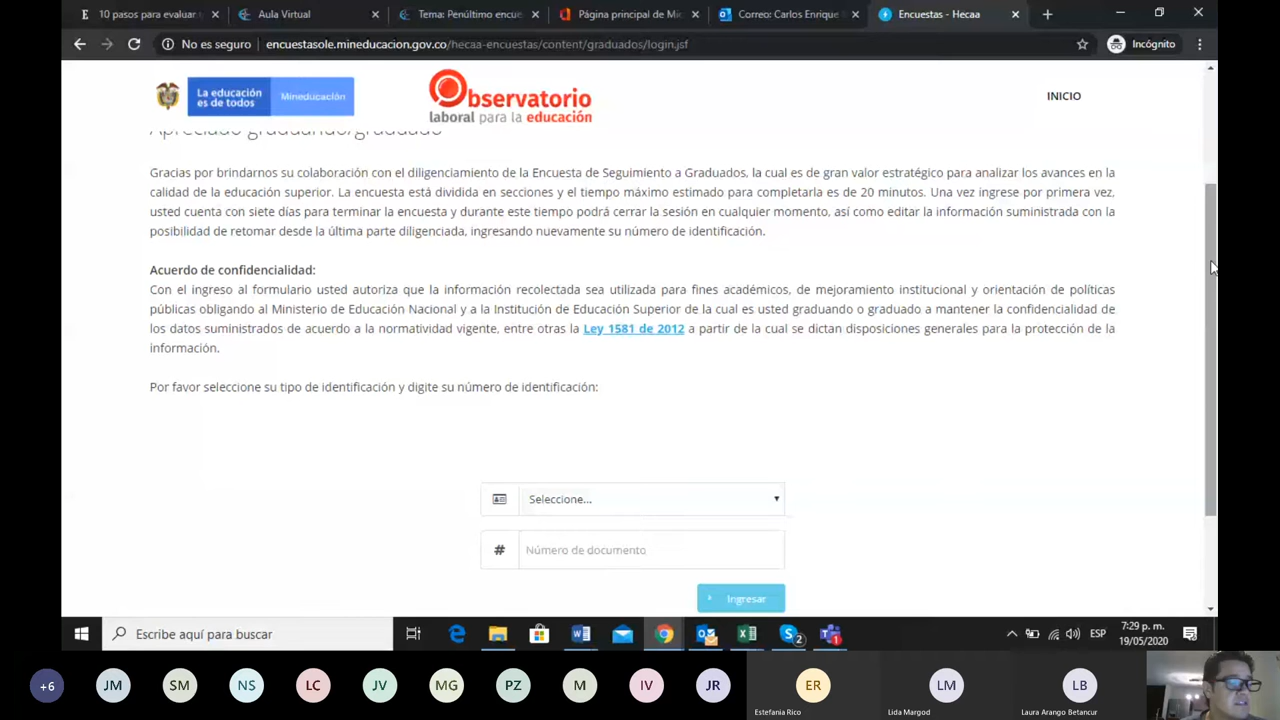 10 pasos para evaluar
Aula Virtual
Tema: Penúltimo encue
Página principal de Mic
Correo: Carlos Enrique
Encuestas - Hecaa
No es seguro
encuestasole.mineducacion.gov.co/hecaa-encuestas/content/graduados/login.jsf
Incógnito
La educación
es de todos
Mineducación
Observatorio
laboral para la educación
INICIO
Apreciado graduando/graduado
Gracias por brindarnos su colaboración con el diligenciamiento de la Encuesta de Seguimiento a Graduados, la cual es de gran valor estratégico para analizar los avances en la
calidad de la educación superior. La encuesta está dividida en secciones y el tiempo máximo estimado para completarla es de 20 minutos. Una vez ingrese por primera vez,
usted cuenta con siete días para terminar la encuesta y durante este tiempo podrá cerrar la sesión en cualquier momento, así como editar la información suministrada con la
posibilidad de retomar desde la última parte diligenciada, ingresando nuevamente su número de identificación.
Acuerdo de confidencialidad:
Con el ingreso al formulario usted autoriza que la información recolectada sea utilizada para fines académicos, de mejoramiento institucional y orientación de políticas
públicas obligando al Ministerio de Educación Nacional y a la Institución de Educación Superior de la cual es usted graduando o graduado a mantener la confidencialidad de
los datos suministrados de acuerdo a la normatividad vigente, entre otras la Ley 1581 de 2012 a partir de la cual se dictan disposiciones generales para la protección de la
información.
Por favor seleccione su tipo de identificación y digite su número de identificación:
Seleccione...
# Número de documento
Ingresar
Escribe aquí para buscar
2
1
ESP
7:29 p. m.
19/05/2020
+6
JM
SM
NS
LC
JV
MG
PZ
M
IV
JR
ER
LM
LB
Estefania Rico
Lida Margod
Laura Arango Betancur